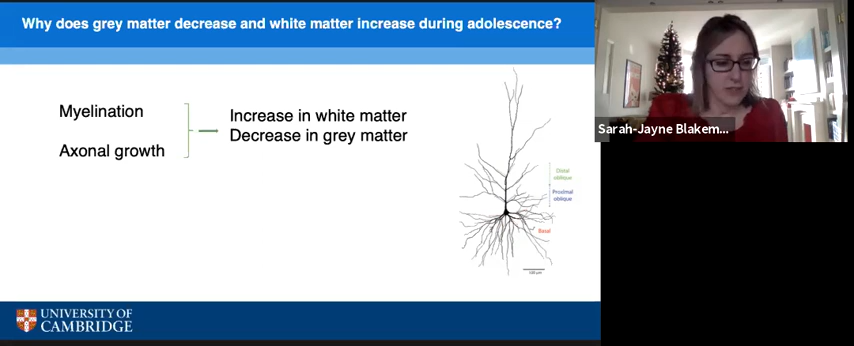 Why does grey matter decrease and white matter increase during adolescence?
Myelination
Axonal growth
Increase in white matter
Decrease in grey matter
Distal
oblique
Proximal
oblique
Basal
UNIVERSITY OF
CAMBRIDGE
Sarah-Jayne Blakem...